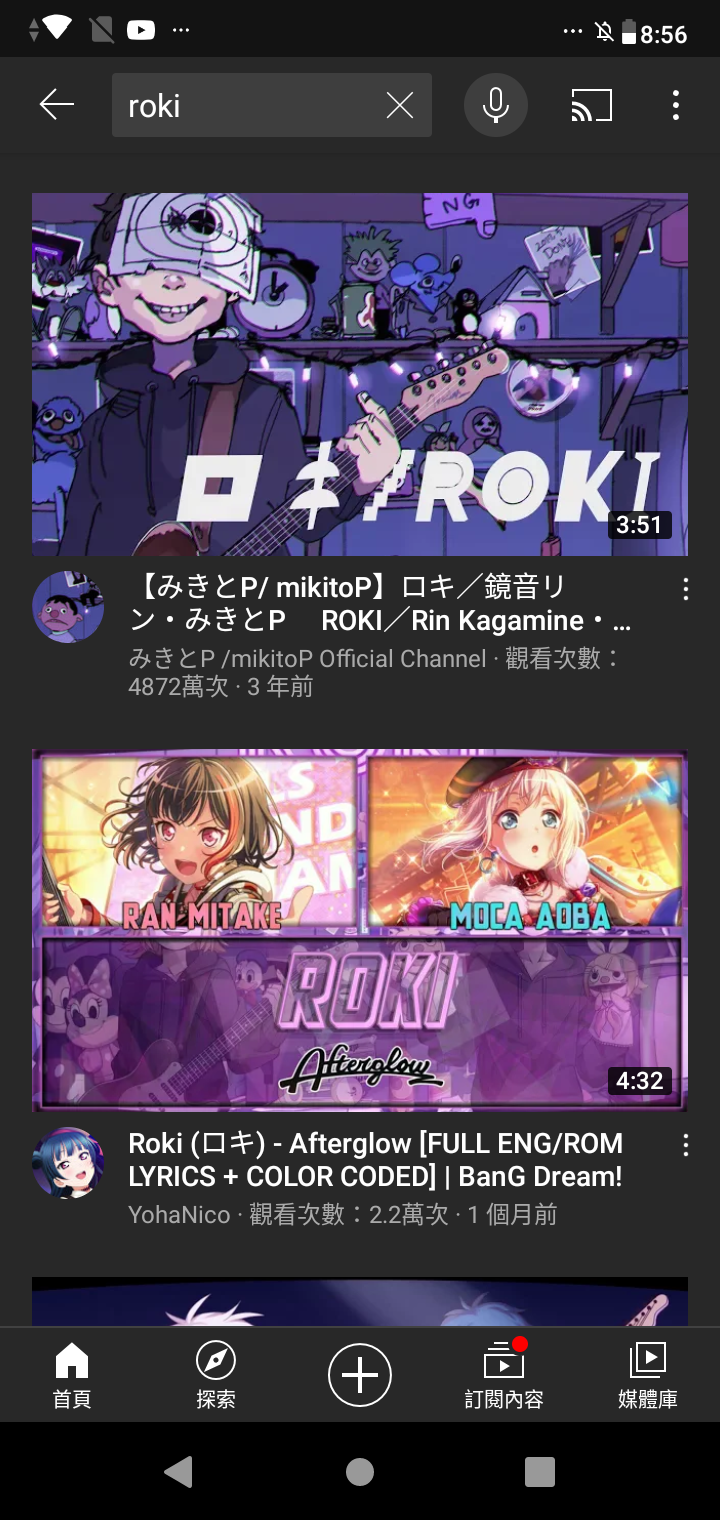 8:56
roki
NG
ロキ/ROKI
3:51
【みきとP/ mikitoP】ロキ／鏡音リ
ン・みきとP　ROKI／Rin Kagamine・...
みきとP /mikitoP Official Channel · 觀看次數：
4872萬次 · 3 年前
RAN MITAKE
MOCA AOBA
ROKI
Afterglow
4:32
Roki (ロキ) - Afterglow [FULL ENG/ROM
LYRICS + COLOR CODED] | BanG Dream!
YohaNico · 觀看次數：2.2萬次 · 1 個月前
首頁
探索
訂閱內容
媒體庫